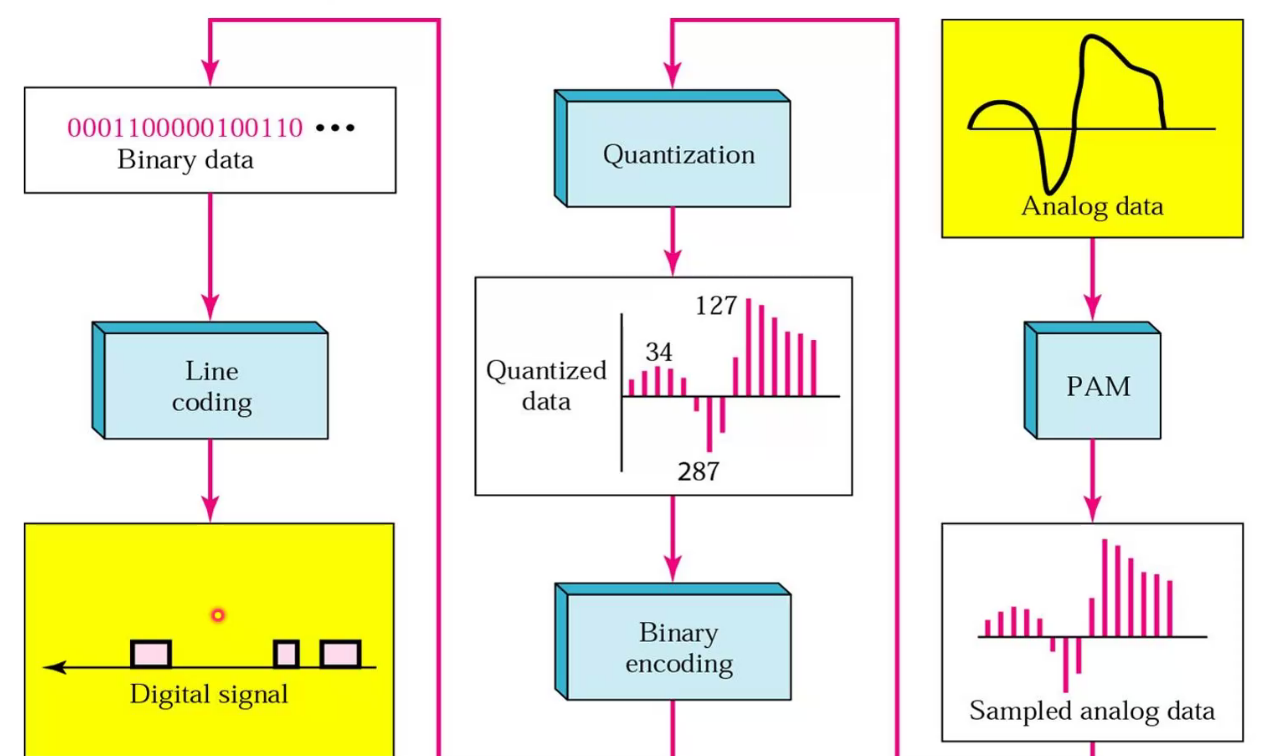 0001100000100110 •••
Binary data
Line
coding
Digital signal
Quantization
127
34
Quantized
data
287
Binary
encoding
Analog data
PAM
Sampled analog data